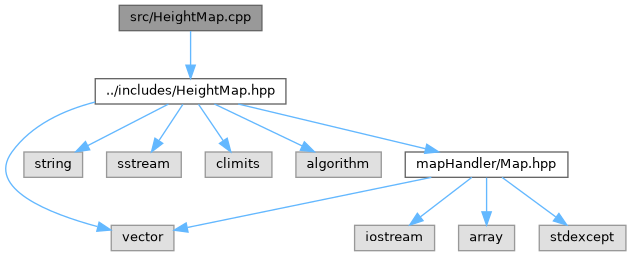 src/HeightMap.cpp
../includes/HeightMap.hpp
string
sstream
climits
algorithm
mapHandler/Map.hpp
vector
iostream
array
stdexcept